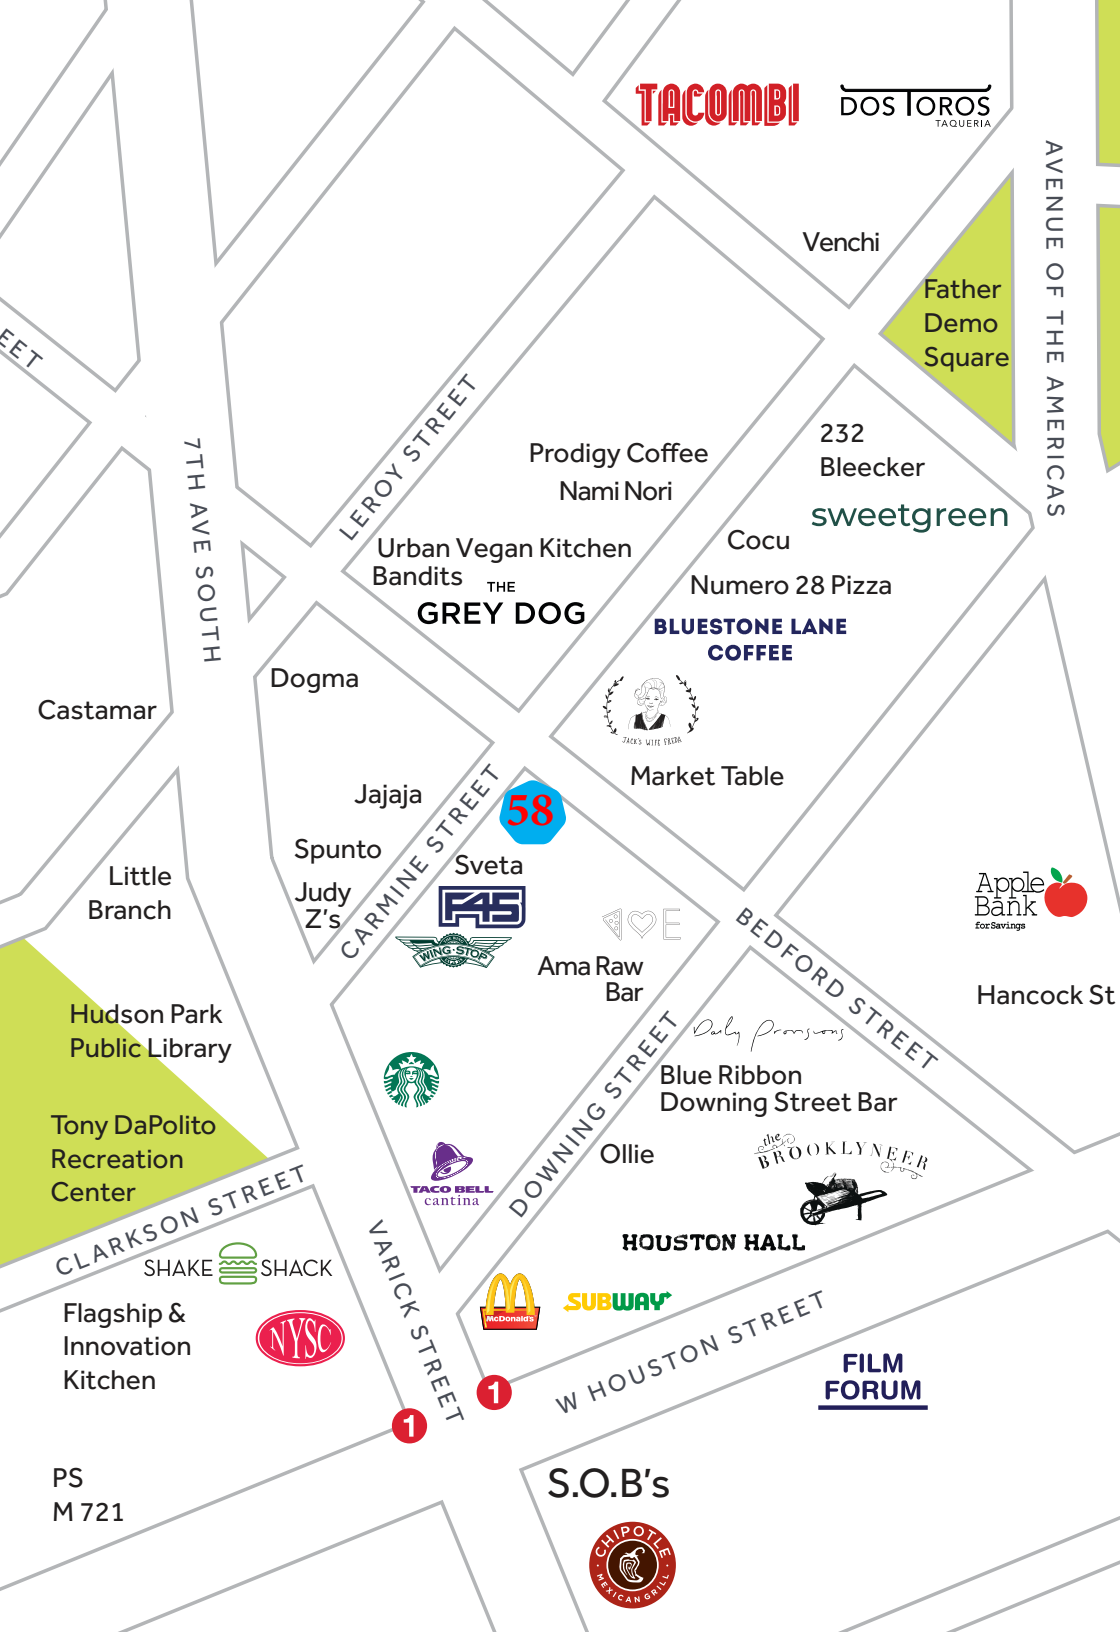 TACOMBI
DOS TOROS
TAQUERIA
AVENUE OF THE AMERICAS
Venchi
Father
Demo
Square
EET
7TH AVE SOUTH
LEROY STREET
Prodigy Coffee
Nami Nori
Urban Vegan Kitchen
Bandits
THE
GREY DOG
232
Bleecker
sweetgreen
Cocu
Numero 28 Pizza
BLUESTONE LANE
COFFEE
JACK'S WIFE FREDA
Market Table
Dogma
Castamar
Jajaja
Spunto
Judy
Z's
CARMINE STREET
58
Sveta
F45
WING·STOP
E
Ama Raw
Bar
Little
Branch
Hudson Park
Public Library
Tony DaPolito
Recreation
Center
CLARKSON STREET
BEDFORD STREET
Apple
Bank
for Savings
Hancock St
Daily Provisions
Blue Ribbon
Downing Street Bar
Ollie
the
BROOKLYNEER
HOUSTON HALL
DOWNING STREET
TACO BELL
cantina
SHAKE SHACK
Flagship &
Innovation
Kitchen
NYSC
VARICK STREET
McDonald's
SUBWAY
1
1
W HOUSTON STREET
FILM
FORUM
PS
M 721
S.O.B's
CHIPOTLE
MEXICAN GRILL